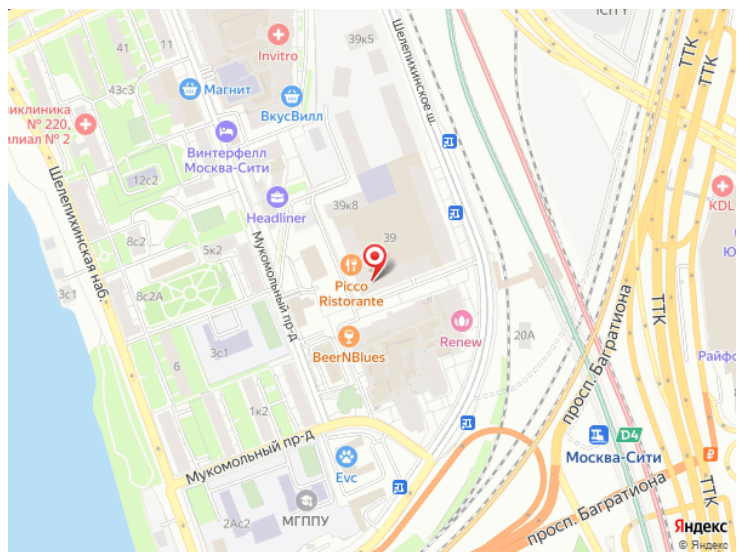 ICITY
39к5
41
11
Invitro
43с3
Магнит
ВкусВилл
ТТК
ТТК
Шелепихинское ш.
иклиника
№ 220,
илиал № 2
Винтерфелл
Москва-Сити
12с2
Headliner
39к8
39
KDL
Шелепихинская наб.
8с2
5к2
Мукомольный пр-д
3с1
8с2А
Picco
Ristorante
ТТК
просп. Багратиона
BeerNBlues
Renew
20А
6
3с1
1к2
Райф
D4
Москва-Сити
Мукомольный пр-д
Evc
просп. Багратиона
ТТК
МГППУ
2Ас2
Яндекс
© Яндекс